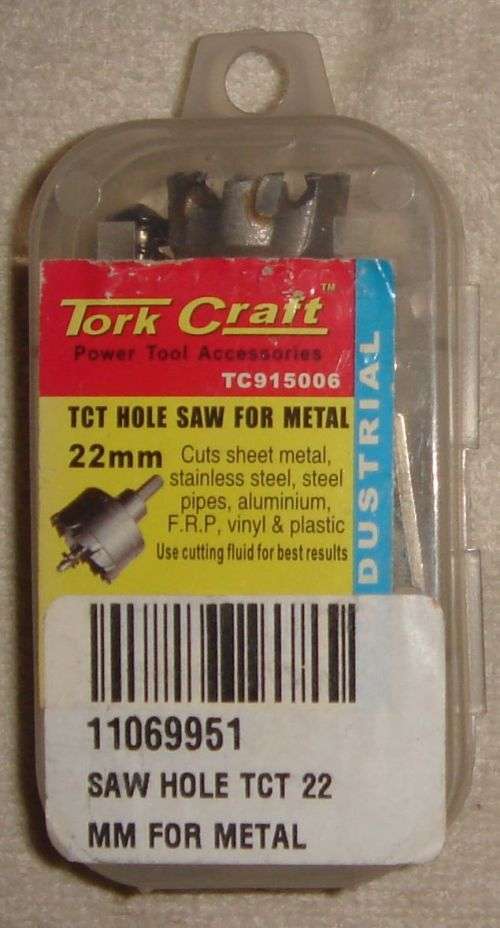 Tork Craft™
Power Tool Accessories
TC915006
TCT HOLE SAW FOR METAL
22mm
Cuts sheet metal,
stainless steel, steel
pipes, aluminium,
F.R.P, vinyl & plastic
Use cutting fluid for best results
DUSTRIAL
11069951
SAW HOLE TCT 22
MM FOR METAL